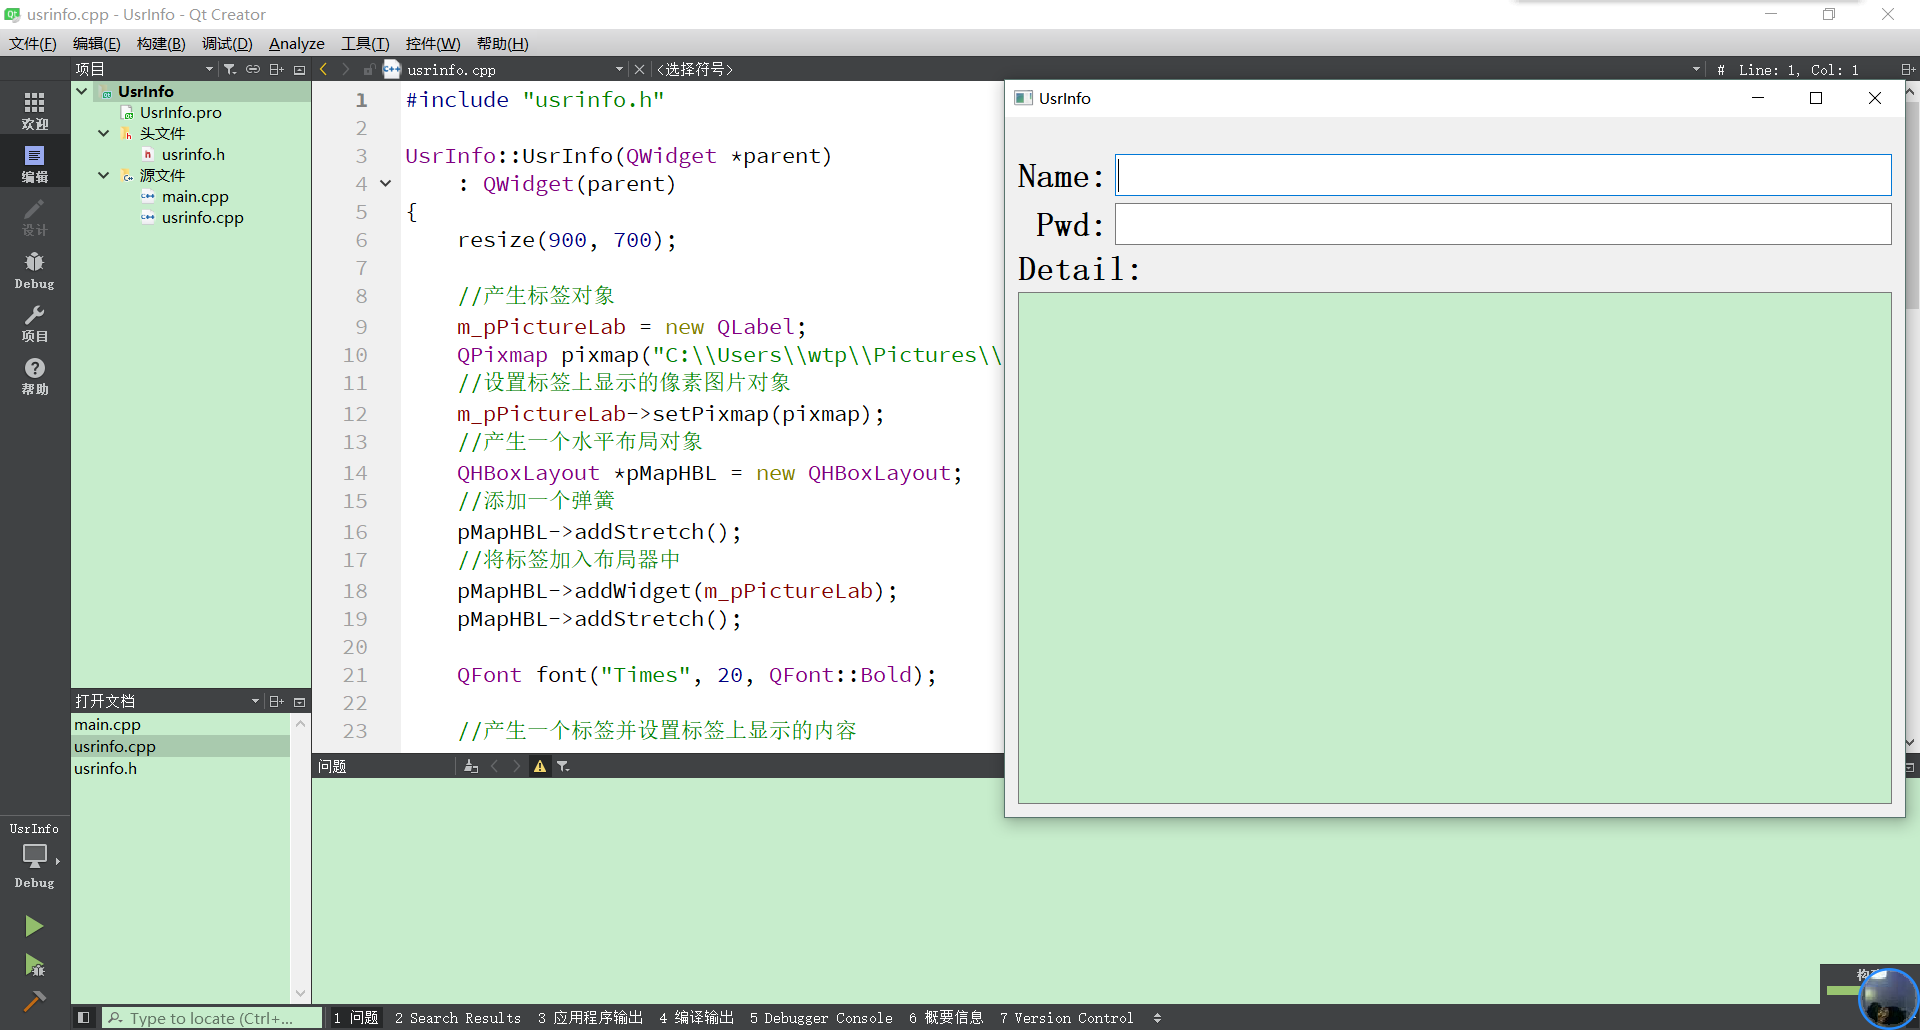 usrinfo.cpp - UsrInfo - Qt Creator
文件(F) 编辑(E) 构建(B) 调试(D) Analyze 工具(T) 控件(W) 帮助(H)
项目
usrinfo.cpp
<选择符号>
# Line: 1, Col: 1
欢迎
编辑
设计
Debug
项目
帮助
UsrInfo
UsrInfo.pro
头文件
usrinfo.h
源文件
main.cpp
usrinfo.cpp
1 #include "usrinfo.h"
2
3 UsrInfo::UsrInfo(QWidget *parent)
4     : QWidget(parent)
5 {
6     resize(900, 700);
7
8     //产生标签对象
9     m_pPictureLab = new QLabel;
10     QPixmap pixmap("C:\\Users\\wtp\\Pictures\\
11     //设置标签上显示的像素图片对象
12     m_pPictureLab->setPixmap(pixmap);
13     //产生一个水平布局对象
14     QHBoxLayout *pMapHBL = new QHBoxLayout;
15     //添加一个弹簧
16     pMapHBL->addStretch();
17     //将标签加入布局器中
18     pMapHBL->addWidget(m_pPictureLab);
19     pMapHBL->addStretch();
20
21     QFont font("Times", 20, QFont::Bold);
22
23     //产生一个标签并设置标签上显示的内容
UsrInfo
Name:
Pwd:
Detail:
打开文档
main.cpp
usrinfo.cpp
usrinfo.h
问题
UsrInfo
Debug
Type to locate (Ctrl+...
1 问题 2 Search Results 3 应用程序输出 4 编译输出 5 Debugger Console 6 概要信息 7 Version Control